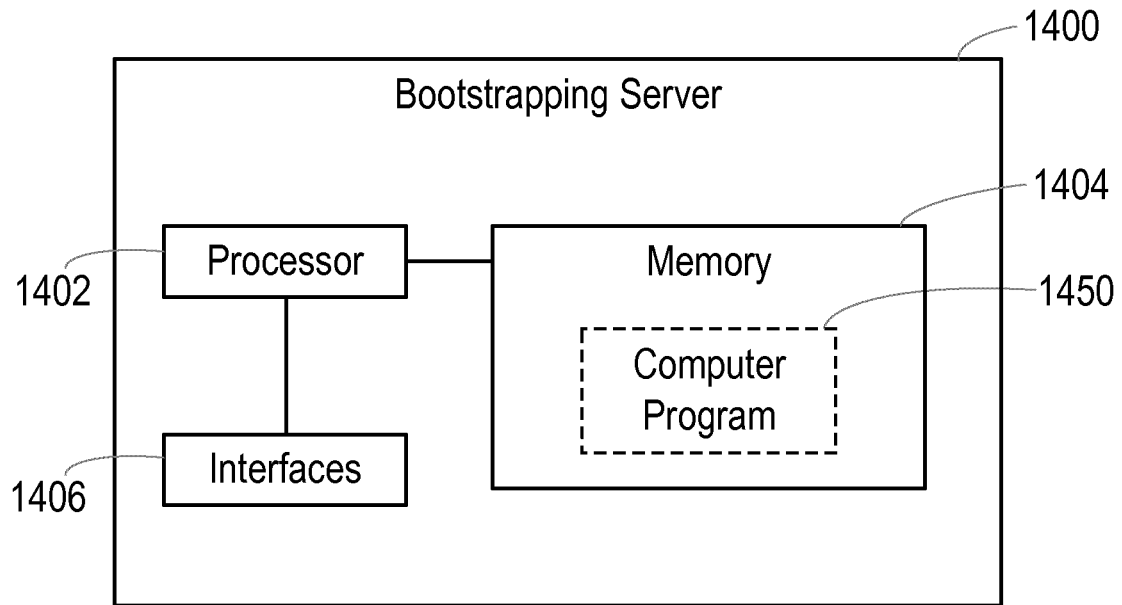 1400
Bootstrapping Server
1404
Processor
Memory
1402
1450
Computer
Program
Interfaces
1406